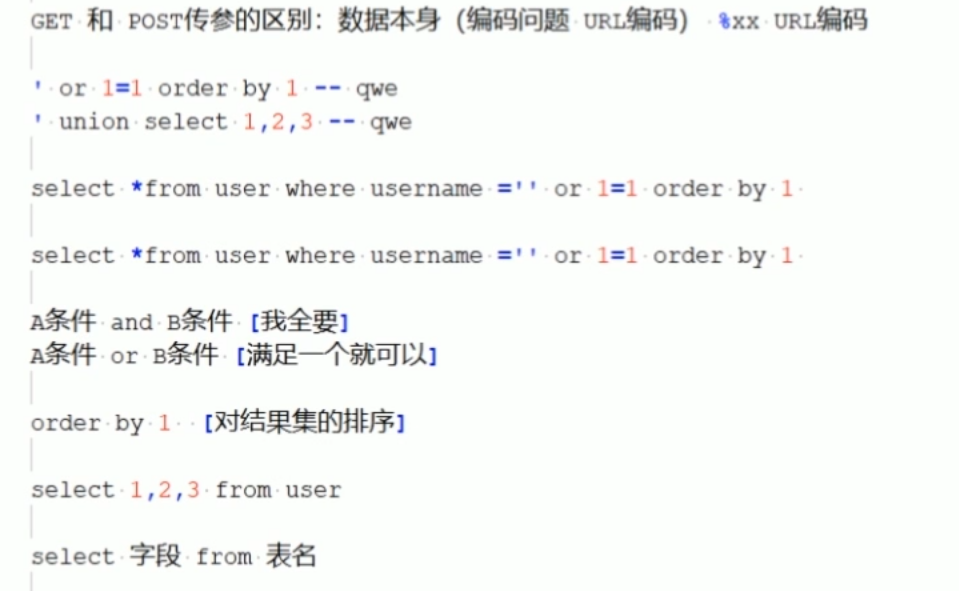 GET 和 POST传参的区别：数据本身（编码问题 URL编码） %xx URL编码
' or 1=1 order by 1 -- qwe
' union select 1,2,3 -- qwe
select *from user where username ='' or 1=1 order by 1
select *from user where username ='' or 1=1 order by 1
A条件 and B条件 [我全要]
A条件 or B条件 [满足一个就可以]
order by 1  [对结果集的排序]
select 1,2,3 from user
select 字段 from 表名